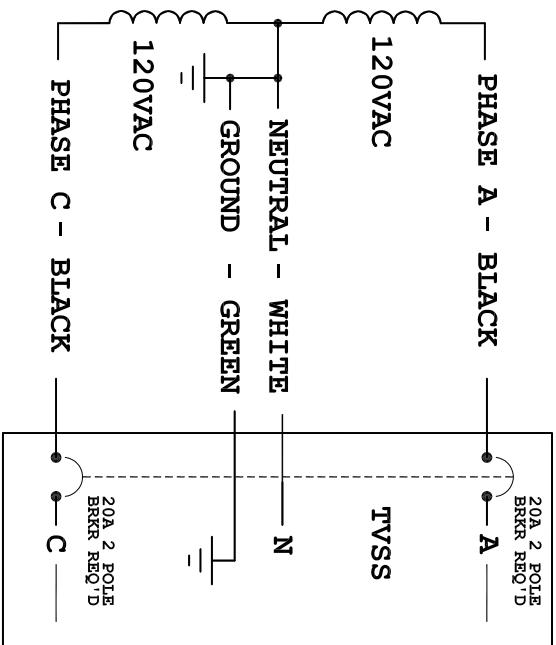 120VAC
120VAC
PHASE A - BLACK
NEUTRAL - WHITE
GROUND - GREEN
PHASE C - BLACK
20A 2 POLE
BRKR REQ'D
A
TVSS
N
20A 2 POLE
BRKR REQ'D
C